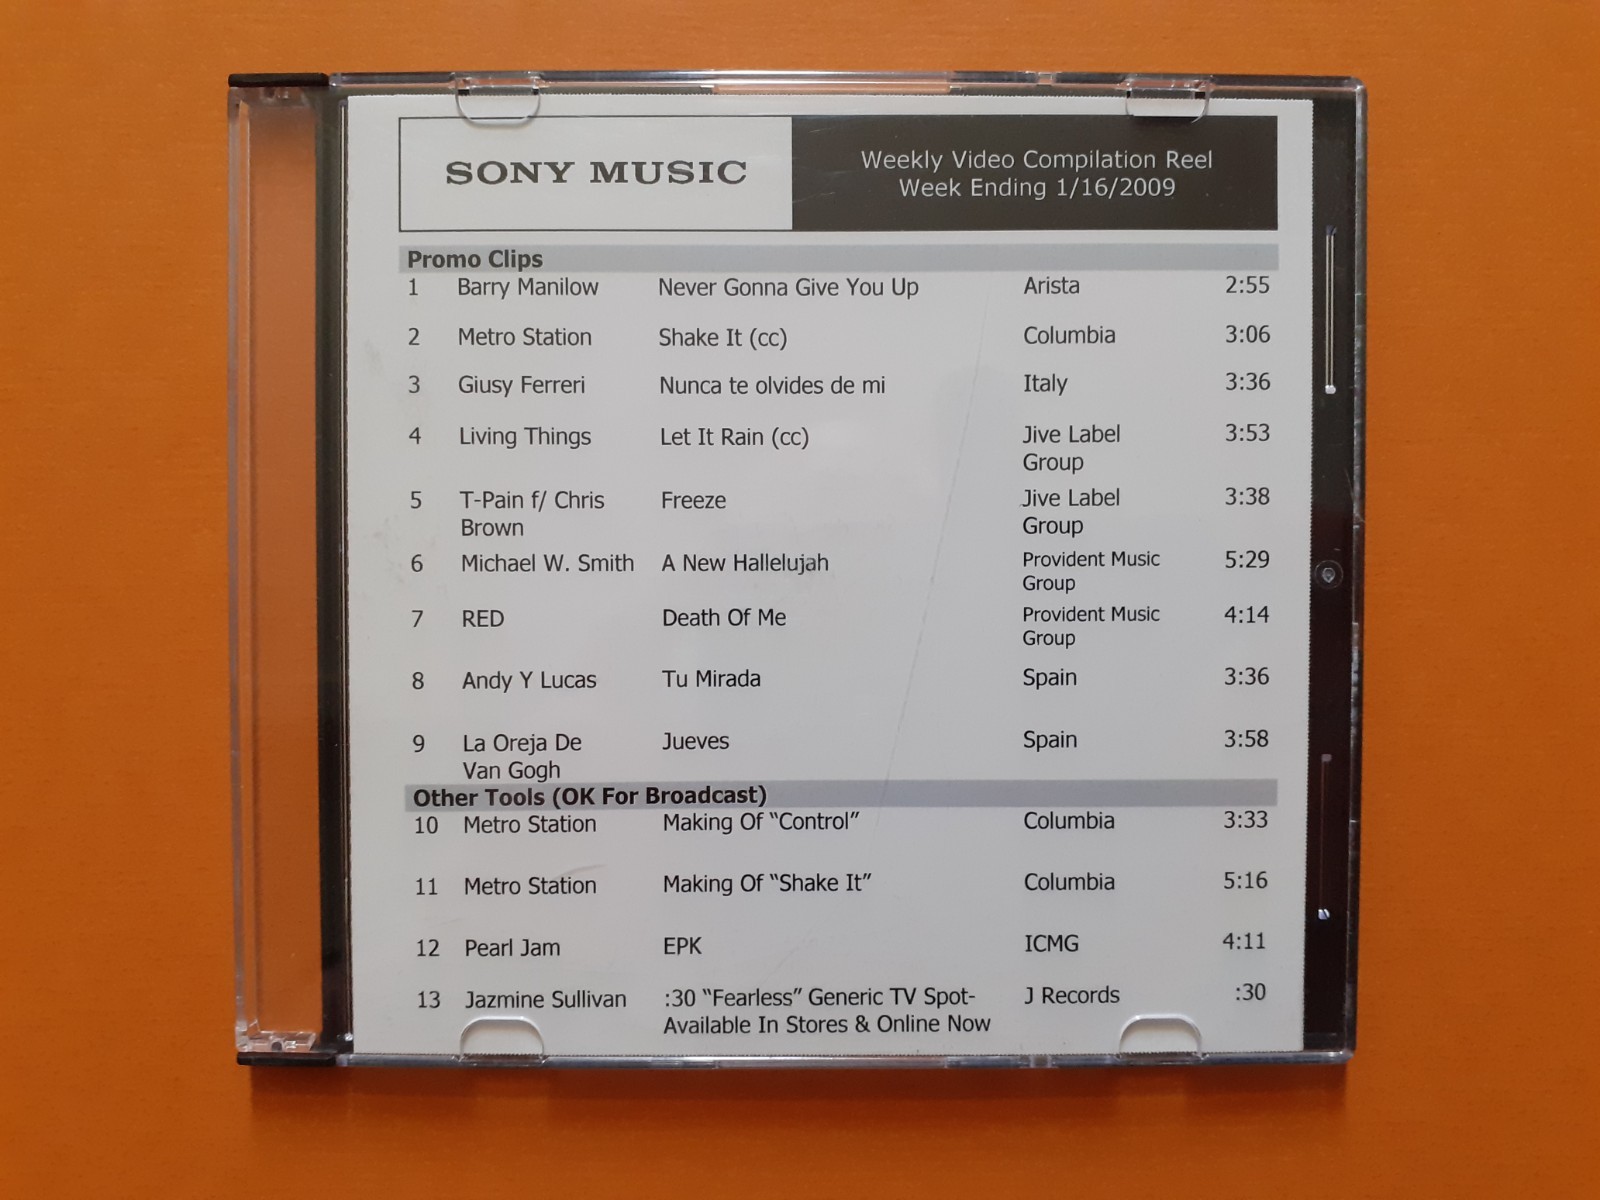 SONY MUSIC
Weekly Video Compilation Reel
Week Ending 1/16/2009
Promo Clips
1 Barry Manilow Never Gonna Give You Up Arista 2:55
2 Metro Station Shake It (cc) Columbia 3:06
3 Giusy Ferreri Nunca te olvides de mi Italy 3:36
4 Living Things Let It Rain (cc) Jive Label 3:53
Group
5 T-Pain f/ Chris Freeze Jive Label 3:38
Brown Group
6 Michael W. Smith A New Hallelujah Provident Music 5:29
Group
7 RED Death Of Me Provident Music 4:14
Group
8 Andy Y Lucas Tu Mirada Spain 3:36
9 La Oreja De Jueves Spain 3:58
Van Gogh
Other Tools (OK For Broadcast)
10 Metro Station Making Of "Control" Columbia 3:33
11 Metro Station Making Of "Shake It" Columbia 5:16
12 Pearl Jam EPK ICMG 4:11
13 Jazmine Sullivan :30 "Fearless" Generic TV Spot- J Records :30
Available In Stores & Online Now